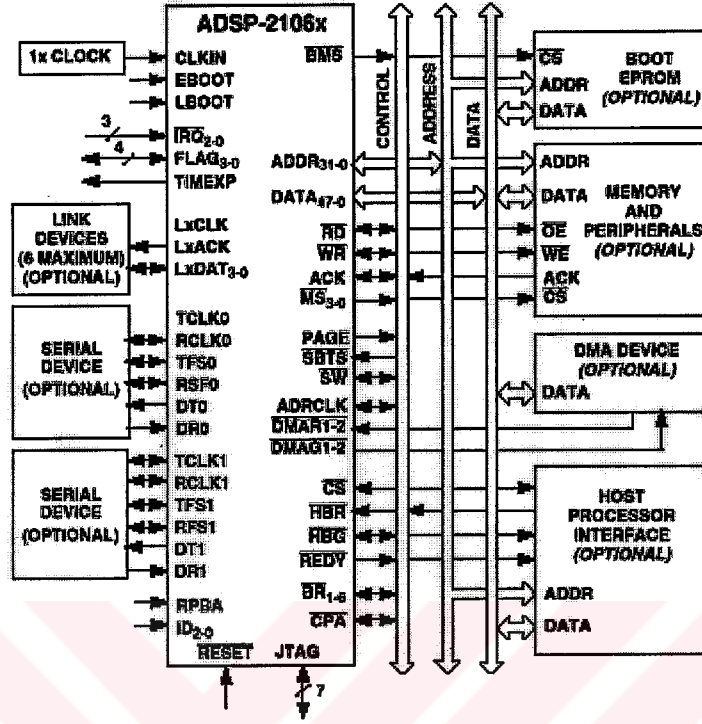 ADSP-2106x
1x CLOCK
CLKIN
EBOOT
LBOOT
3
IRQ2-0
4
FLAG3-0
TIMEXP
LINK
DEVICES
(6 MAXIMUM)
(OPTIONAL)
LxCLK
LxACK
LxDAT3-0
SERIAL
DEVICE
(OPTIONAL)
TCLK0
RCLK0
TFS0
RSF0
DT0
DR0
SERIAL
DEVICE
(OPTIONAL)
TCLK1
RCLK1
TFS1
RFS1
DT1
DR1
RPBA
ID2-0
RESET
JTAG
7
BMS
ADDR31-0
DATA47-0
RD
WR
ACK
MS3-0
PAGE
SBTS
SW
ADRCLK
DMAR1-2
DMAG1-2
CS
HBR
HBG
REDY
BR1-6
CPA
CONTROL
ADDRESS
DATA
CS
ADDR
DATA
BOOT
EPROM
(OPTIONAL)
ADDR
DATA
OE
WE
ACK
CS
MEMORY
AND
PERIPHERALS
(OPTIONAL)
DMA DEVICE
(OPTIONAL)
DATA
HOST
PROCESSOR
INTERFACE
(OPTIONAL)
ADDR
DATA